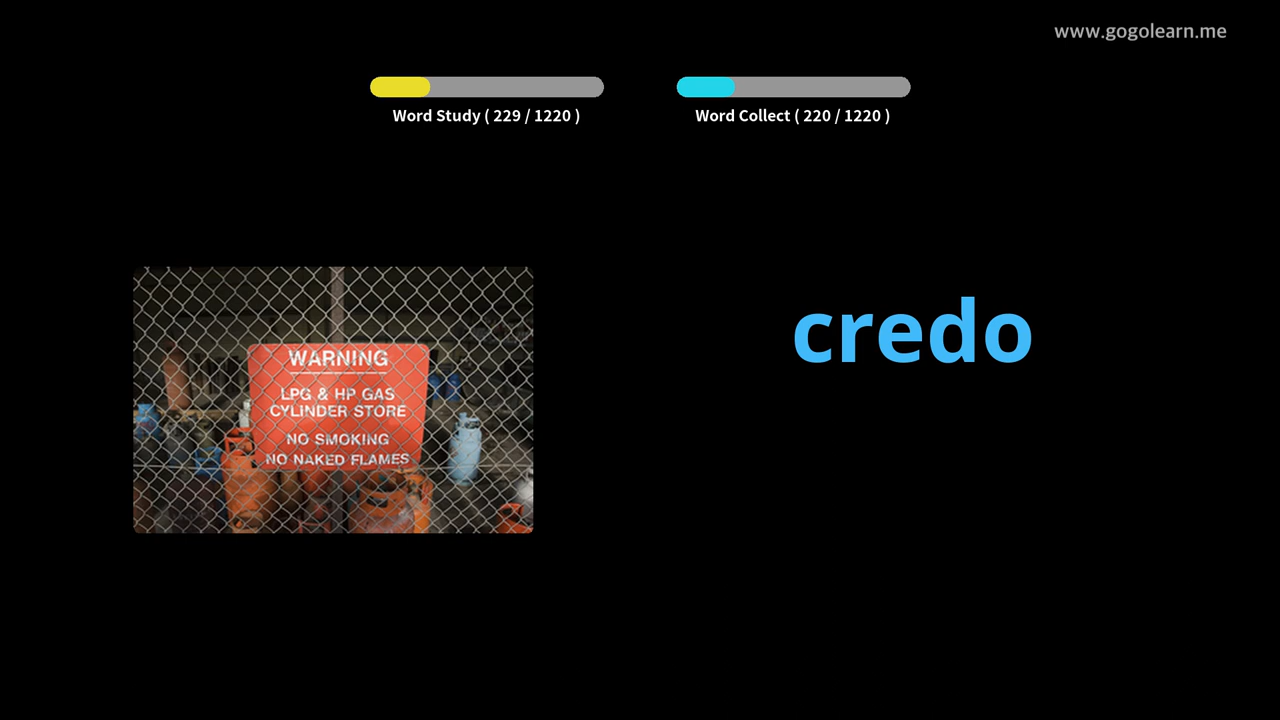 www.gogolearn.me
Word Study ( 229 / 1220 )
Word Collect ( 220 / 1220 )
WARNING
LPG & HP GAS
CYLINDER STORE
NO SMOKING
NO NAKED FLAMES
credo